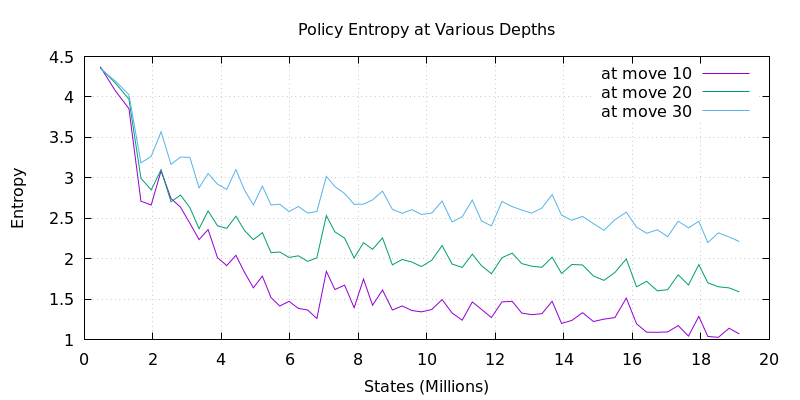 Policy Entropy at Various Depths
4.5
4
3.5
3
2.5
2
1.5
1
Entropy
at move 10
at move 20
at move 30
0 2 4 6 8 10 12 14 16 18 20
States (Millions)